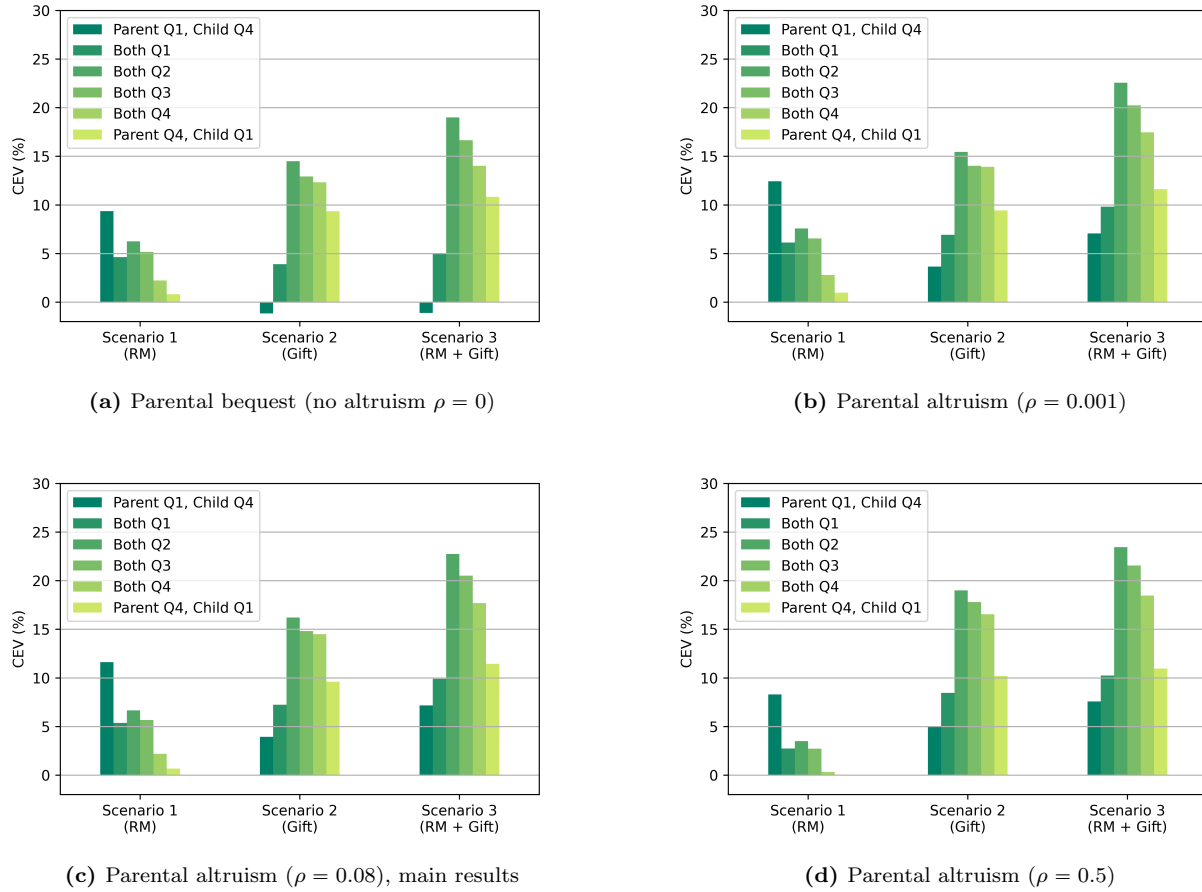 30
25
20
15
10
5
0
CEV (%)
Parent Q1, Child Q4
Both Q1
Both Q2
Both Q3
Both Q4
Parent Q4, Child Q1
Scenario 1
(RM)
Scenario 2
(Gift)
Scenario 3
(RM + Gift)
(a) Parental bequest (no altruism ρ = 0)
30
25
20
15
10
5
0
CEV (%)
Parent Q1, Child Q4
Both Q1
Both Q2
Both Q3
Both Q4
Parent Q4, Child Q1
Scenario 1
(RM)
Scenario 2
(Gift)
Scenario 3
(RM + Gift)
(b) Parental altruism (ρ = 0.001)
30
25
20
15
10
5
0
CEV (%)
Parent Q1, Child Q4
Both Q1
Both Q2
Both Q3
Both Q4
Parent Q4, Child Q1
Scenario 1
(RM)
Scenario 2
(Gift)
Scenario 3
(RM + Gift)
(c) Parental altruism (ρ = 0.08), main results
30
25
20
15
10
5
0
CEV (%)
Parent Q1, Child Q4
Both Q1
Both Q2
Both Q3
Both Q4
Parent Q4, Child Q1
Scenario 1
(RM)
Scenario 2
(Gift)
Scenario 3
(RM + Gift)
(d) Parental altruism (ρ = 0.5)